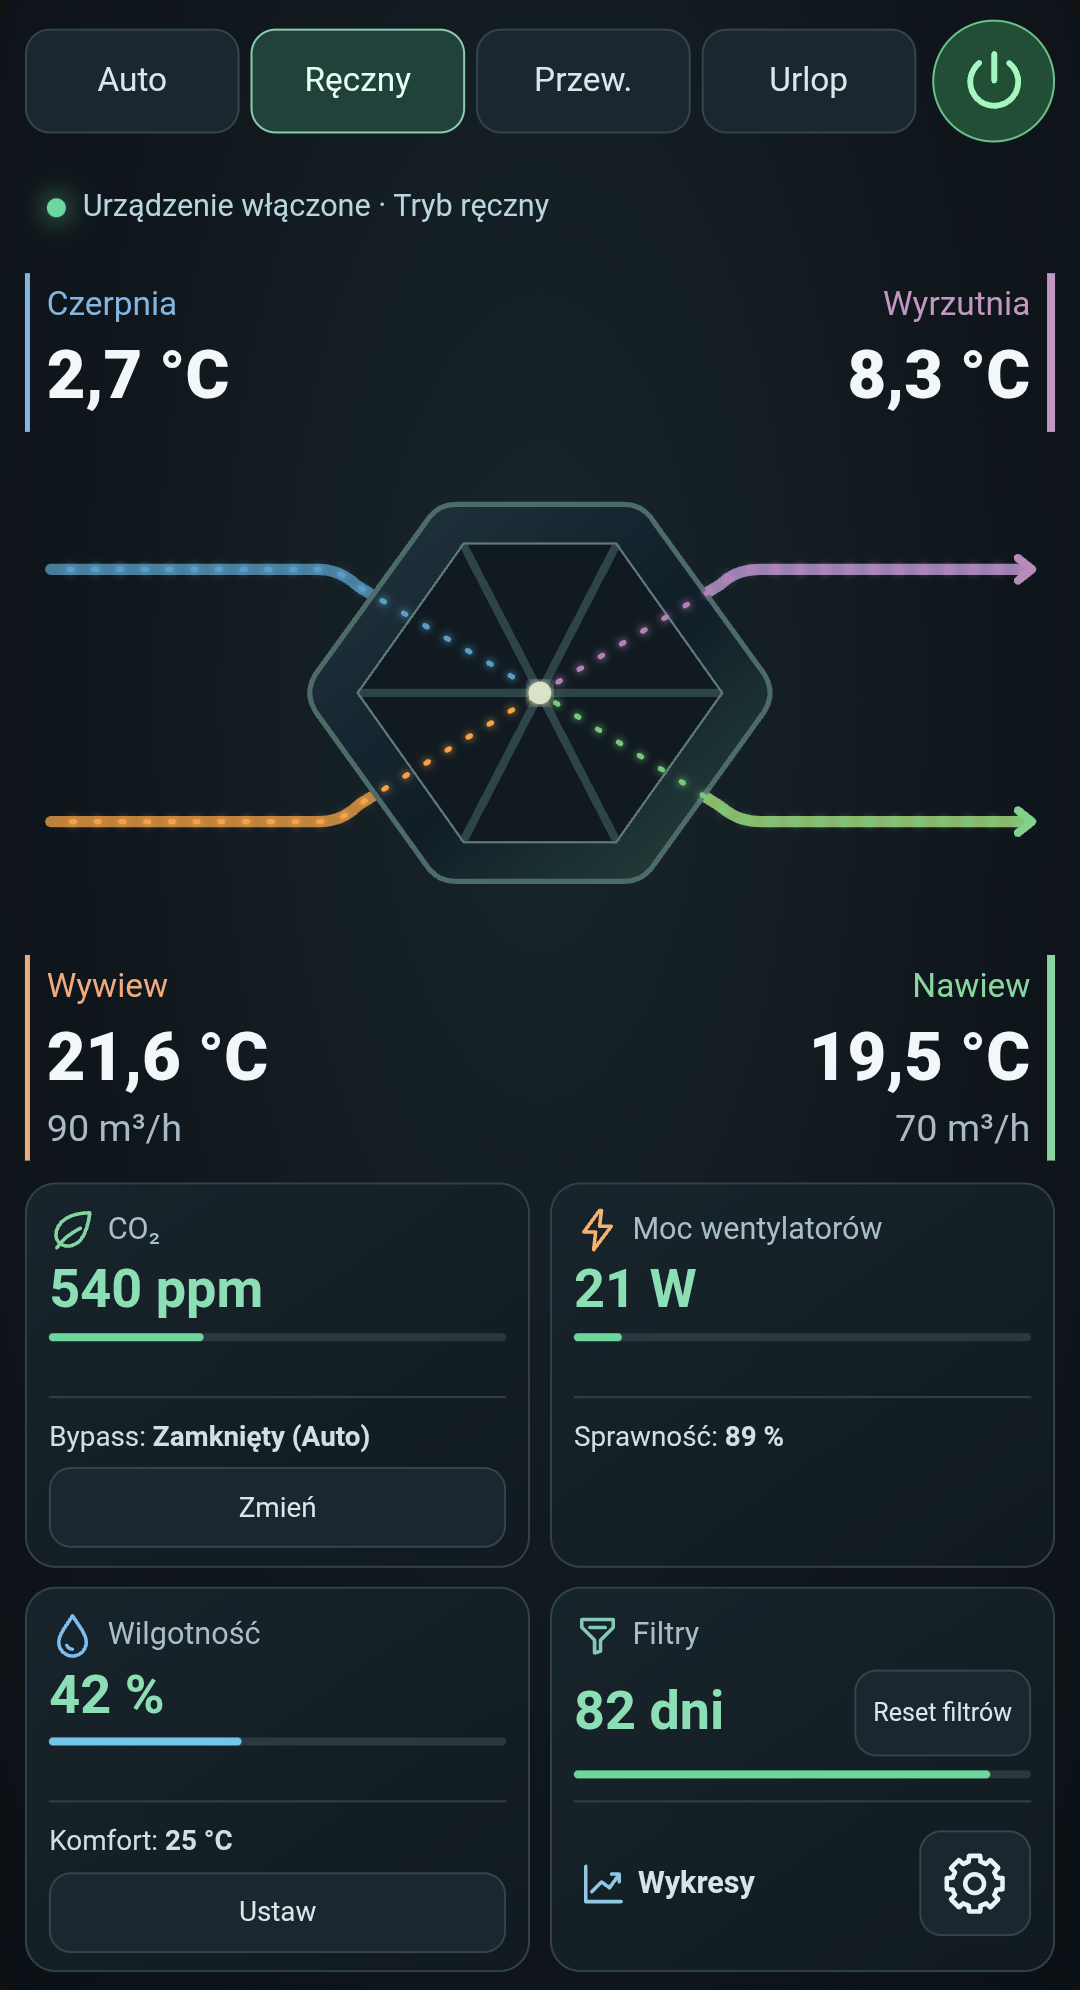 Auto
Ręczny
Przew.
Urlop
Urządzenie włączone · Tryb ręczny
Czerpnia
2,7 °C
Wyrzutnia
8,3 °C
Wywiew
21,6 °C
90 m³/h
Nawiew
19,5 °C
70 m³/h
CO₂
540 ppm
Bypass: Zamknięty (Auto)
Zmień
Moc wentylatorów
21 W
Sprawność: 89 %
Wilgotność
42 %
Komfort: 25 °C
Ustaw
Filtry
82 dni
Reset filtrów
Wykresy